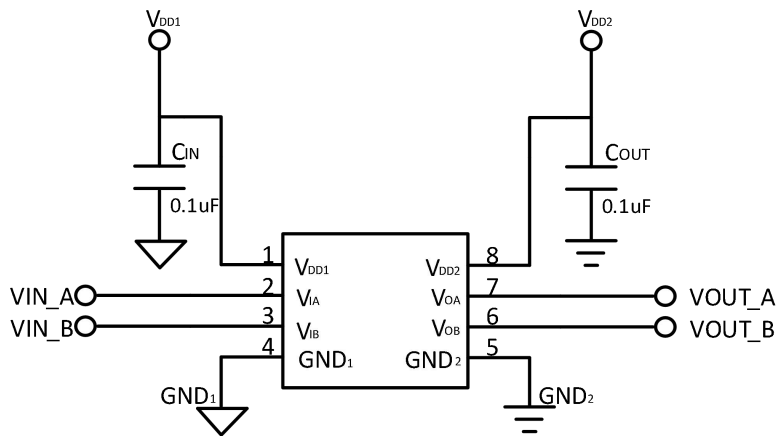 VDD1
VDD2
CIN
0.1uF
COUT
0.1uF
1
VDD1
VDD2
8
VIN_A
2
VIA
VOA
7
VOUT_A
VIN_B
3
VIB
VOB
6
VOUT_B
4
GND1
GND2
5
GND1
GND2